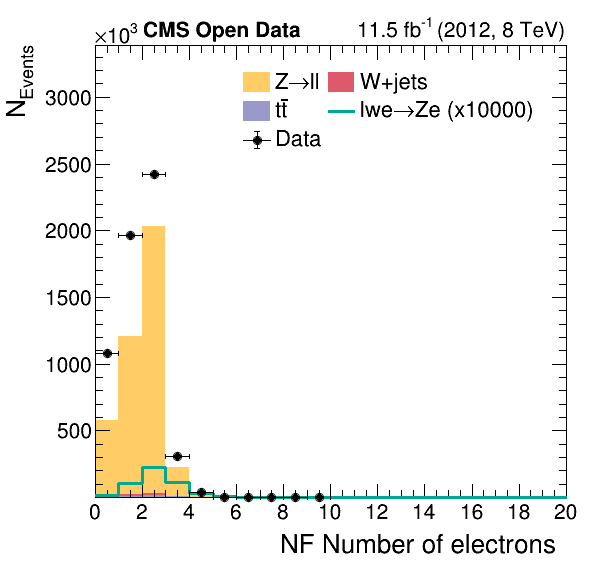 ×10³ CMS Open Data 11.5 fb⁻¹ (2012, 8 TeV)
N_Events
Z→ll W+jets
tt̄ lwe→Ze (x10000)
Data
3000
2500
2000
1500
1000
500
0 2 4 6 8 10 12 14 16 18 20
NF Number of electrons